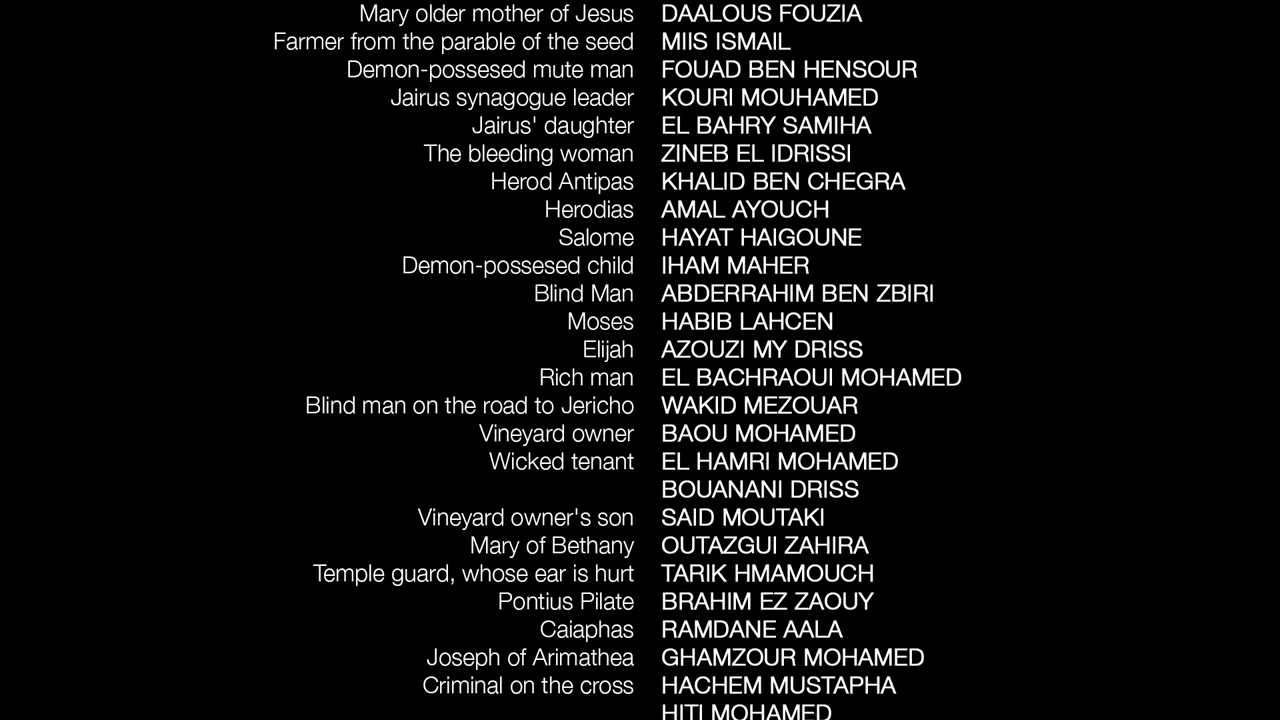 Mary older mother of Jesus DAALOUS FOUZIA
Farmer from the parable of the seed MIIS ISMAIL
Demon-possesed mute man FOUAD BEN HENSOUR
Jairus synagogue leader KOURI MOUHAMED
Jairus' daughter EL BAHRY SAMIHA
The bleeding woman ZINEB EL IDRISSI
Herod Antipas KHALID BEN CHEGRA
Herodias AMAL AYOUCH
Salome HAYAT HAIGOUNE
Demon-possesed child IHAM MAHER
Blind Man ABDERRAHIM BEN ZBIRI
Moses HABIB LAHCEN
Elijah AZOUZI MY DRISS
Rich man EL BACHRAOUI MOHAMED
Blind man on the road to Jericho WAKID MEZOUAR
Vineyard owner BAOU MOHAMED
Wicked tenant EL HAMRI MOHAMED
BOUANANI DRISS
Vineyard owner's son SAID MOUTAKI
Mary of Bethany OUTAZGUI ZAHIRA
Temple guard, whose ear is hurt TARIK HMAMOUCH
Pontius Pilate BRAHIM EZ ZAOUY
Caiaphas RAMDANE AALA
Joseph of Arimathea GHAMZOUR MOHAMED
Criminal on the cross HACHEM MUSTAPHA
HITI MOHAMED